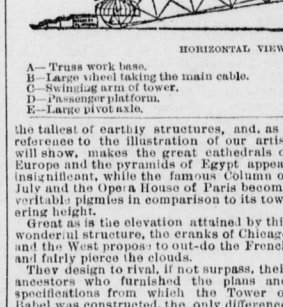 HORIZONTAL VIEW
A—Truss work base.
B—Large wheel taking the main cable.
C—Swinging arm of tower.
D—Passenger platform.
E—Large pivot axle.
the tallest of earthly structures, and, as
reference to the illustration of our artis
will show, makes the great cathedrals o
Europe and the pyramids of Egypt appea
insignificant, while the famous Column o
July and the Opera House of Paris becom
veritable pigmies in comparison to its tow
ering height.
Great as is the elevation attained by thi
wonderful structure, the cranks of Chicag
and the West propose to out-do the Frenc
and fairly pierce the clouds.
They design to rival, if not surpass, thei
ancestors who furnished the plans an
specifications from which the Tower o
Babel was constructed, the only differenc